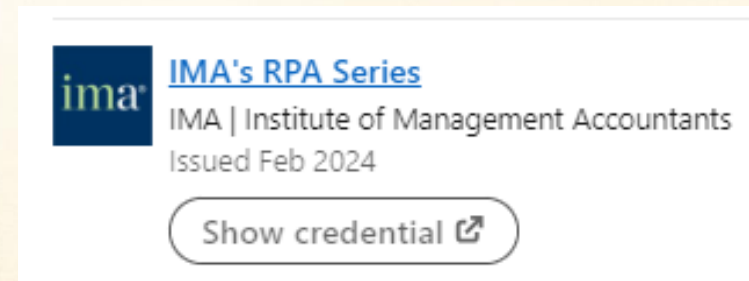 ima®
IMA's RPA Series
IMA | Institute of Management Accountants
Issued Feb 2024
Show credential